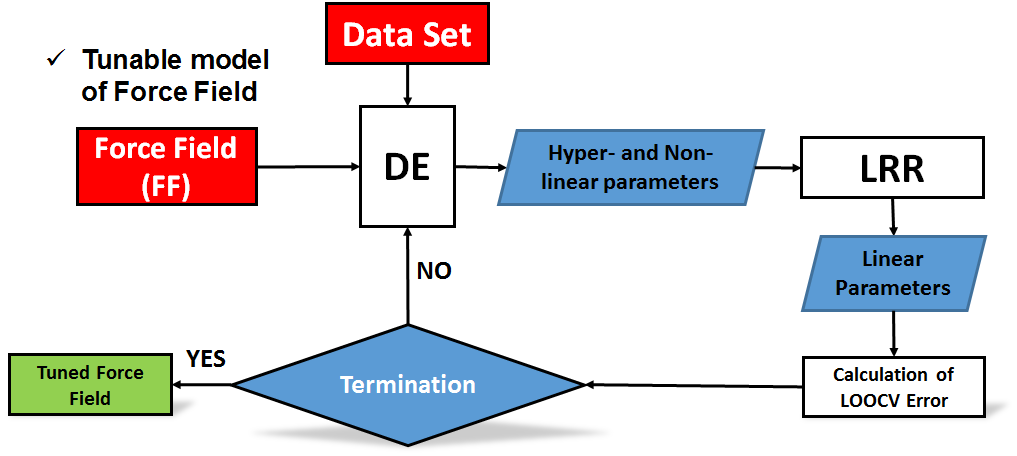 Data Set
✓ Tunable model
of Force Field
Force Field
(FF)
DE
Hyper- and Non-
linear parameters
LRR
Linear
Parameters
NO
Calculation of
LOOCV Error
Termination
YES
Tuned Force
Field